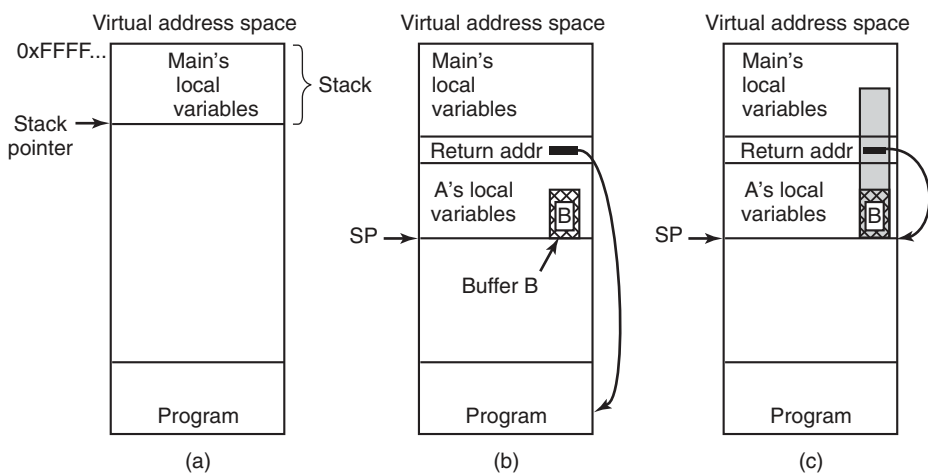 Virtual address space
0xFFFF...
Main's
local
variables
Stack
Stack
pointer
Program
(a)
Virtual address space
Main's
local
variables
Return addr
A's local
variables
B
SP
Buffer B
Program
(b)
Virtual address space
Main's
local
variables
Return addr
A's local
variables
B
SP
Program
(c)